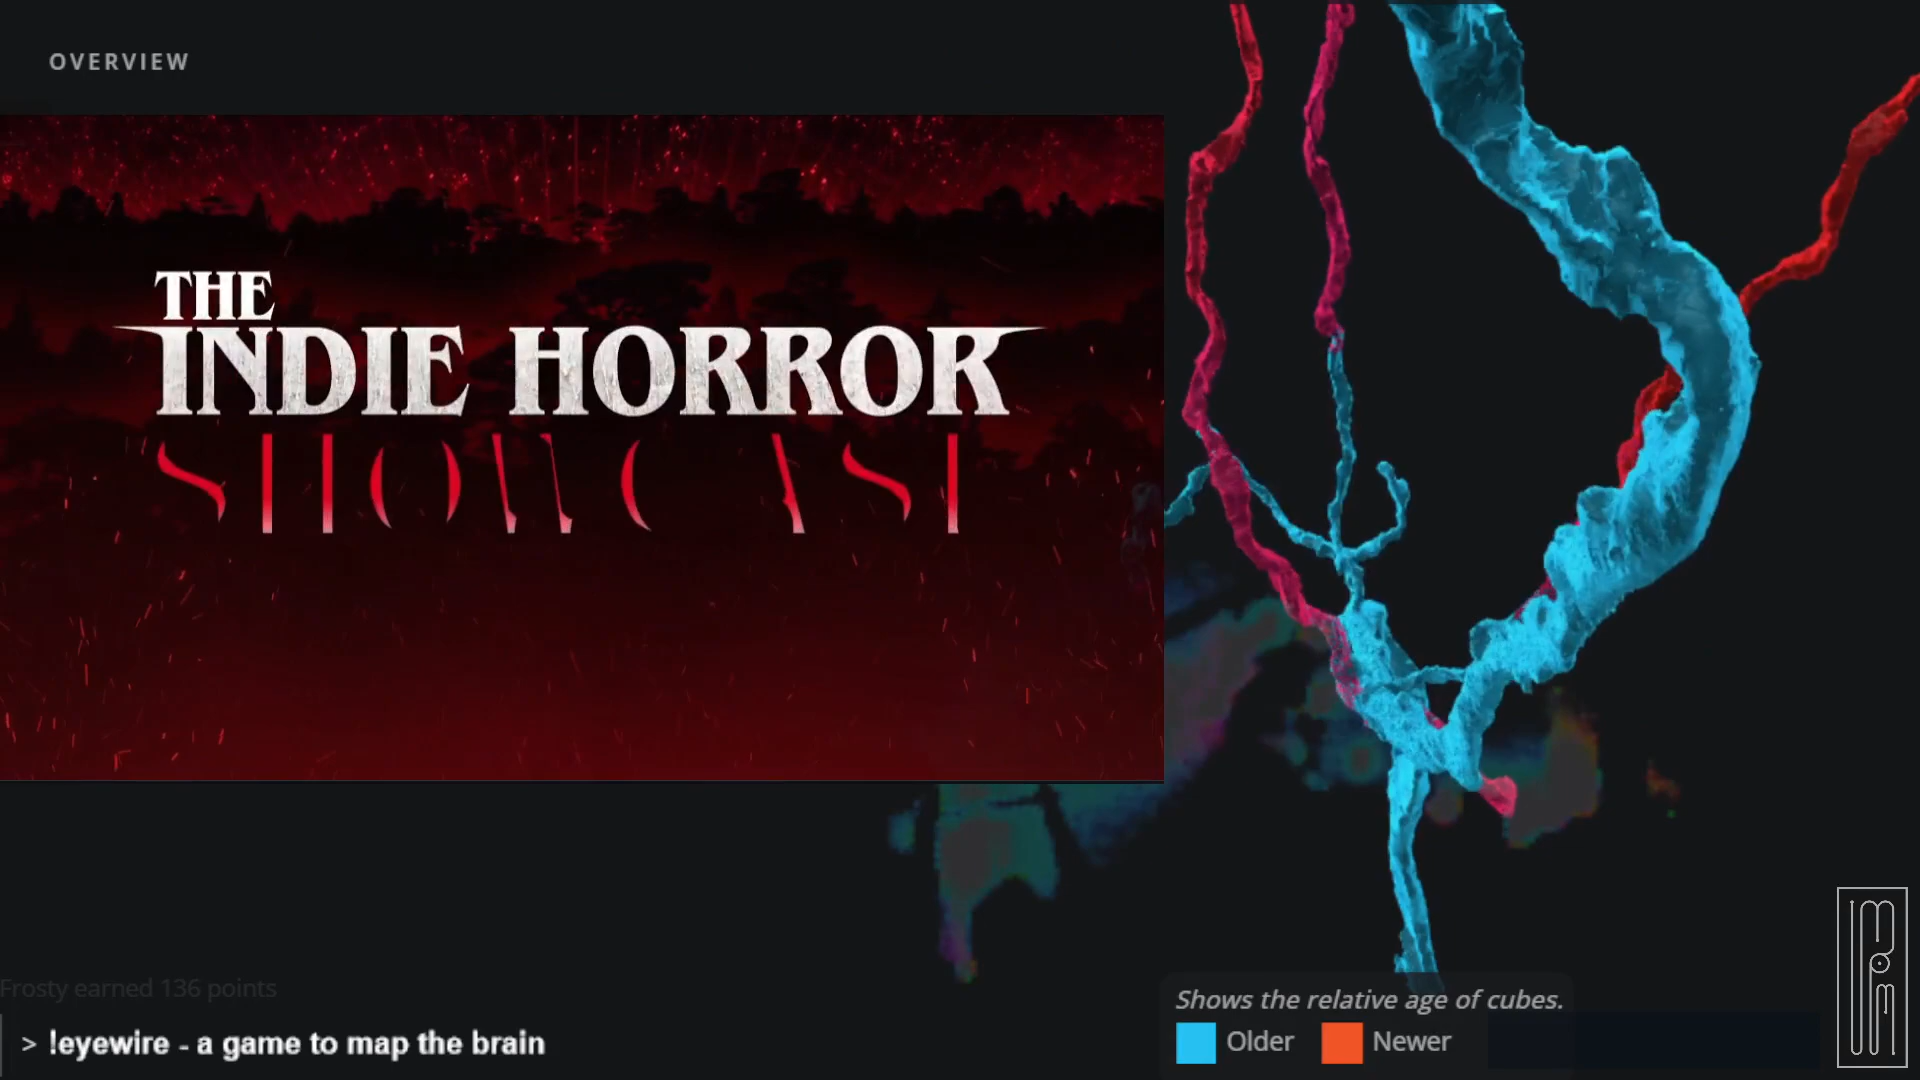 OVERVIEW
THE
INDIE HORROR
SHOWCASE
Frosty earned 136 points
> !eyewire - a game to map the brain
Shows the relative age of cubes.
Older Newer